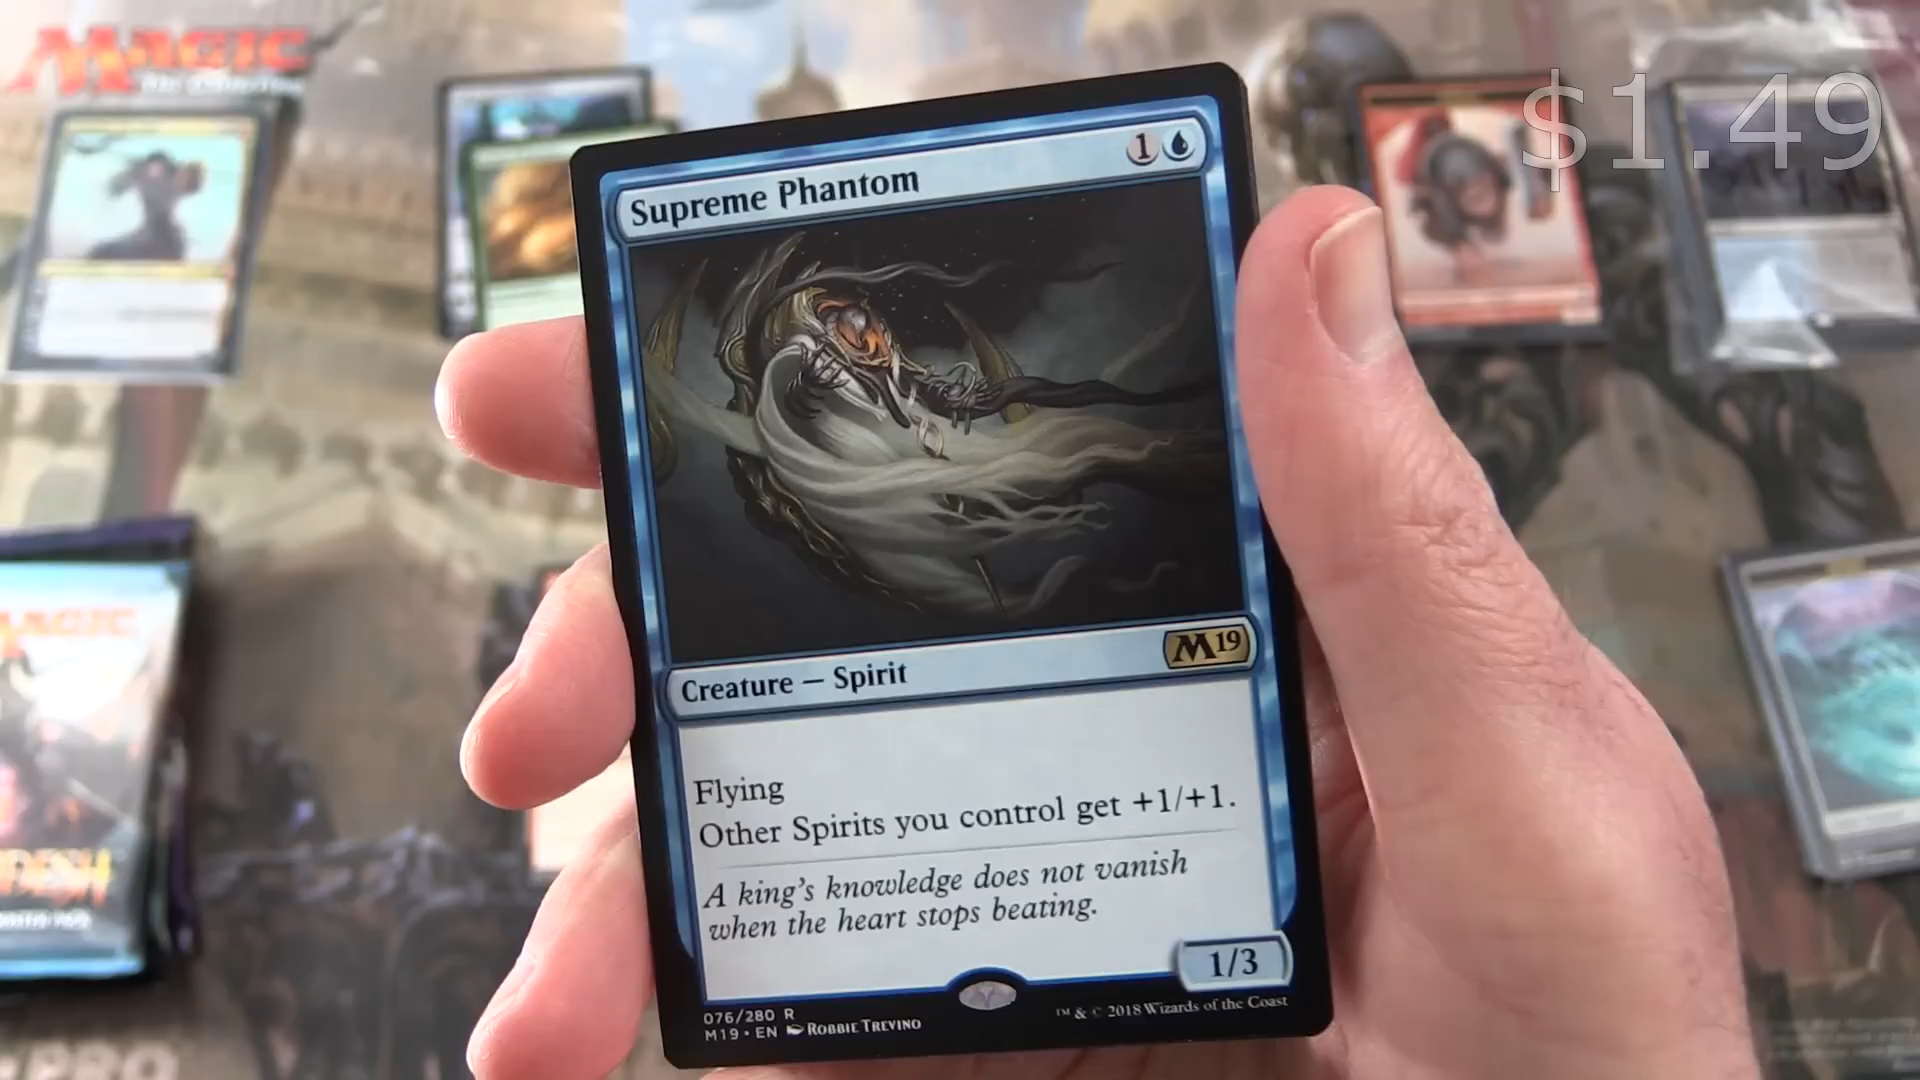 MAGIC
$1.49
Supreme Phantom
1
Creature — Spirit
M19
Flying
Other Spirits you control get +1/+1.
A king's knowledge does not vanish
when the heart stops beating.
1/3
076/280 R
M19 • EN Robbie Trevino
™ & © 2018 Wizards of the Coast
MAGIC